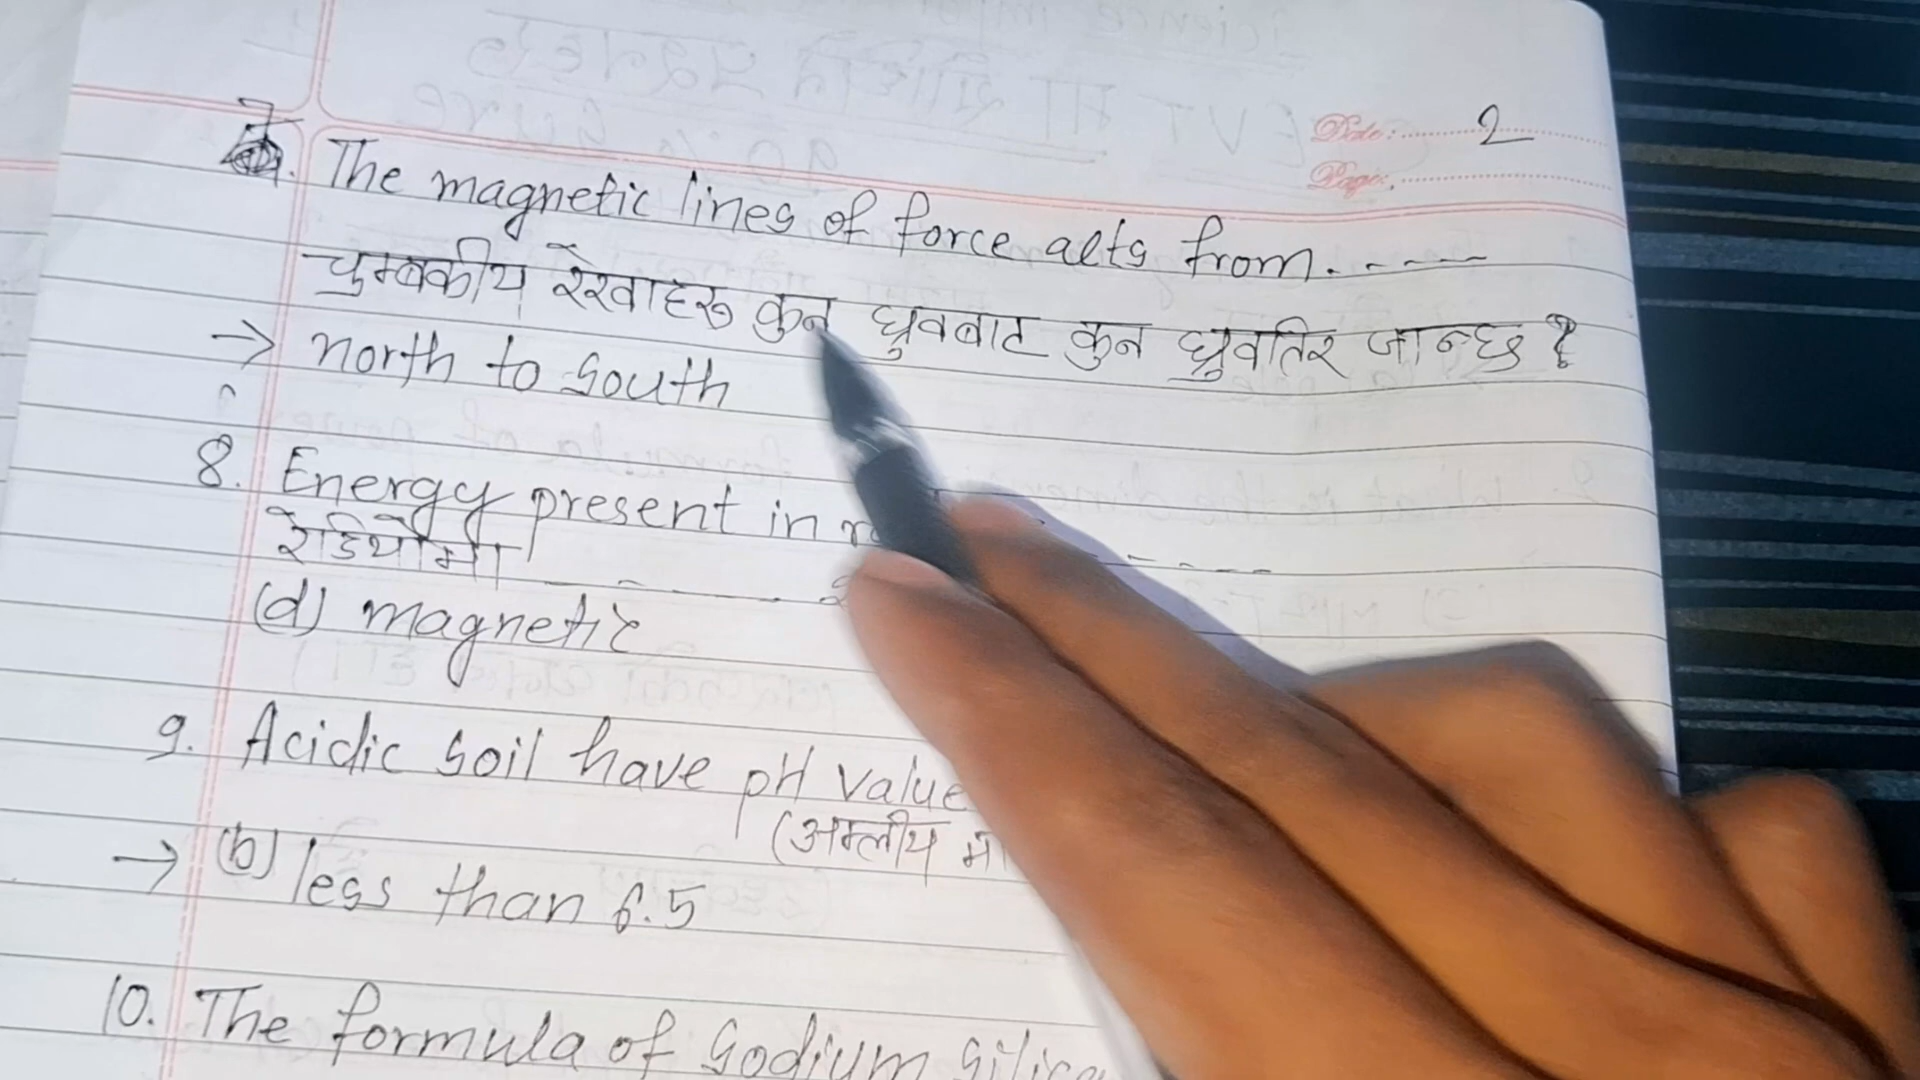 Date: 2
Page:
7. The magnetic lines of force alts from.-----
चुम्बकीय रेखाहरु कुन ध्रुवबाट कुन ध्रुवतिर जान्छ ?
→ north to south
8. Energy present in
रेडियोमा
(d) magnetic
9. Acidic soil have pH value
(अम्लीय
→ (b) less than 6.5
10. The formula of Sodium